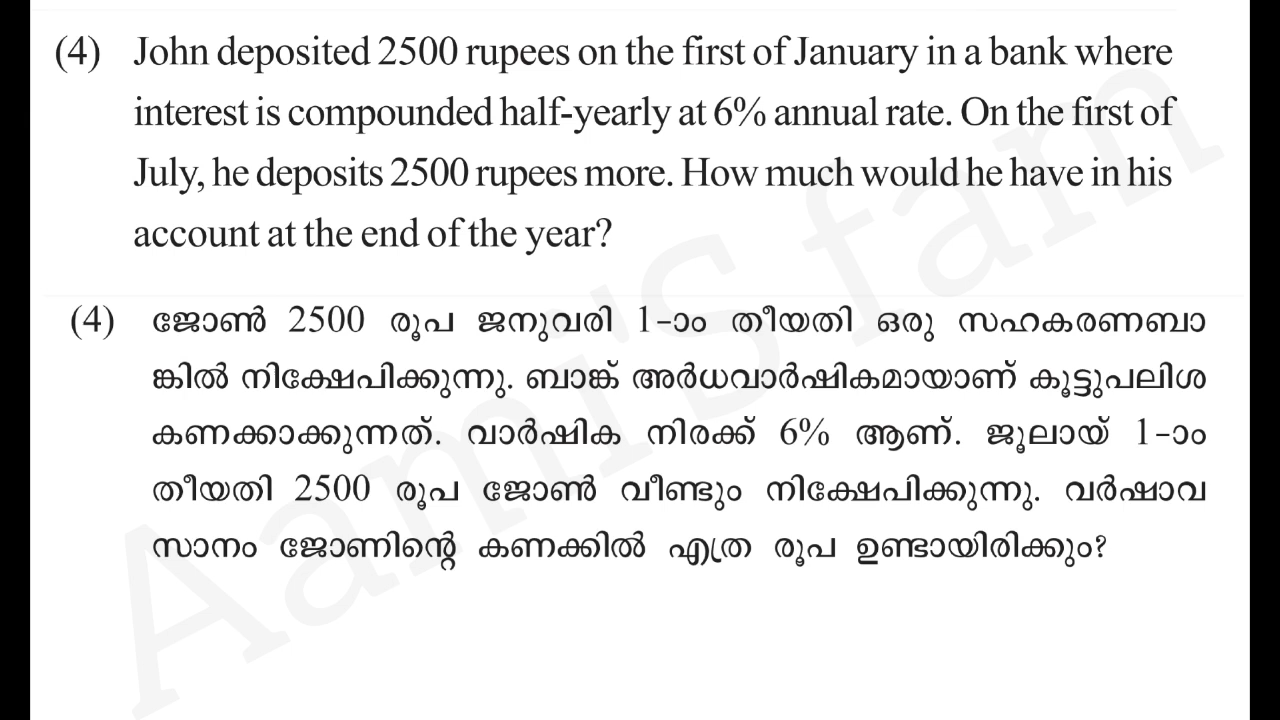 (4) John deposited 2500 rupees on the first of January in a bank where
interest is compounded half-yearly at 6% annual rate. On the first of
July, he deposits 2500 rupees more. How much would he have in his
account at the end of the year?
(4) ജോൺ 2500 രൂപ ജനുവരി 1-ാം തീയതി ഒരു സഹകരണബാ
ങ്കിൽ നിക്ഷേപിക്കുന്നു. ബാങ്ക് അർധവാർഷികമായാണ് കൂട്ടുപലിശ
കണക്കാക്കുന്നത്. വാർഷിക നിരക്ക് 6% ആണ്. ജൂലായ് 1-ാം
തീയതി 2500 രൂപ ജോൺ വീണ്ടും നിക്ഷേപിക്കുന്നു. വർഷാവ
സാനം ജോണിന്റെ കണക്കിൽ എത്ര രൂപ ഉണ്ടായിരിക്കും?
Aami'S fam